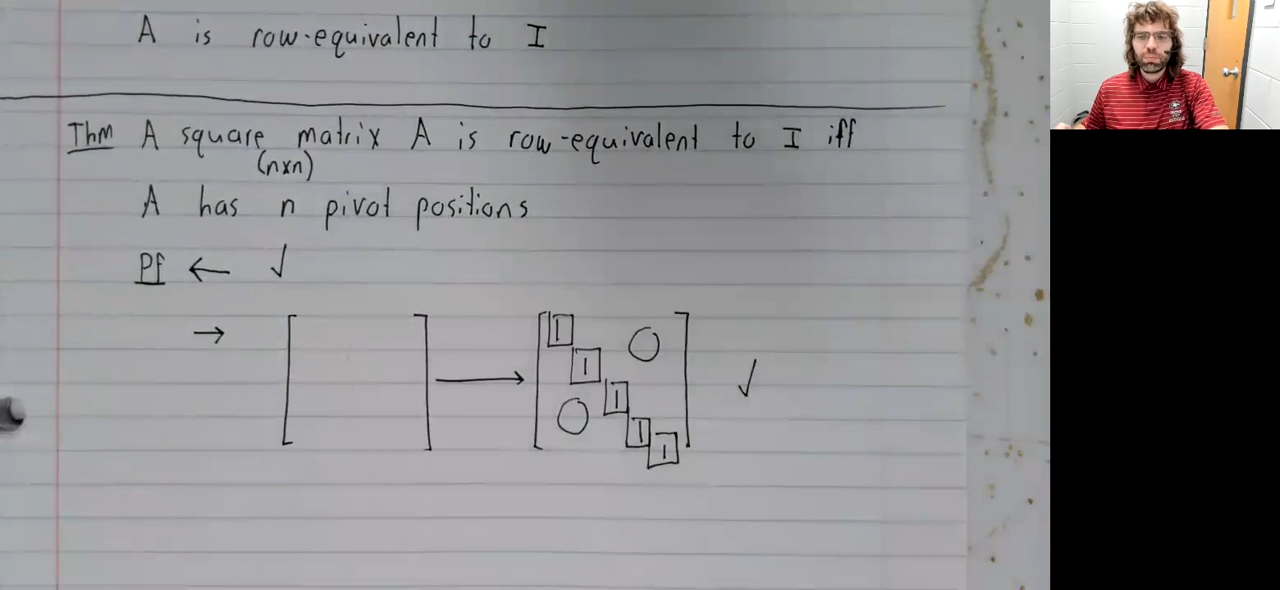 A is row-equivalent to I
Thm A square matrix A is row-equivalent to I iff
(n×n)
A has n pivot positions
Pf ← ✓
→ [ ] → [ 1 1 1 1 1 0 0 ] ✓